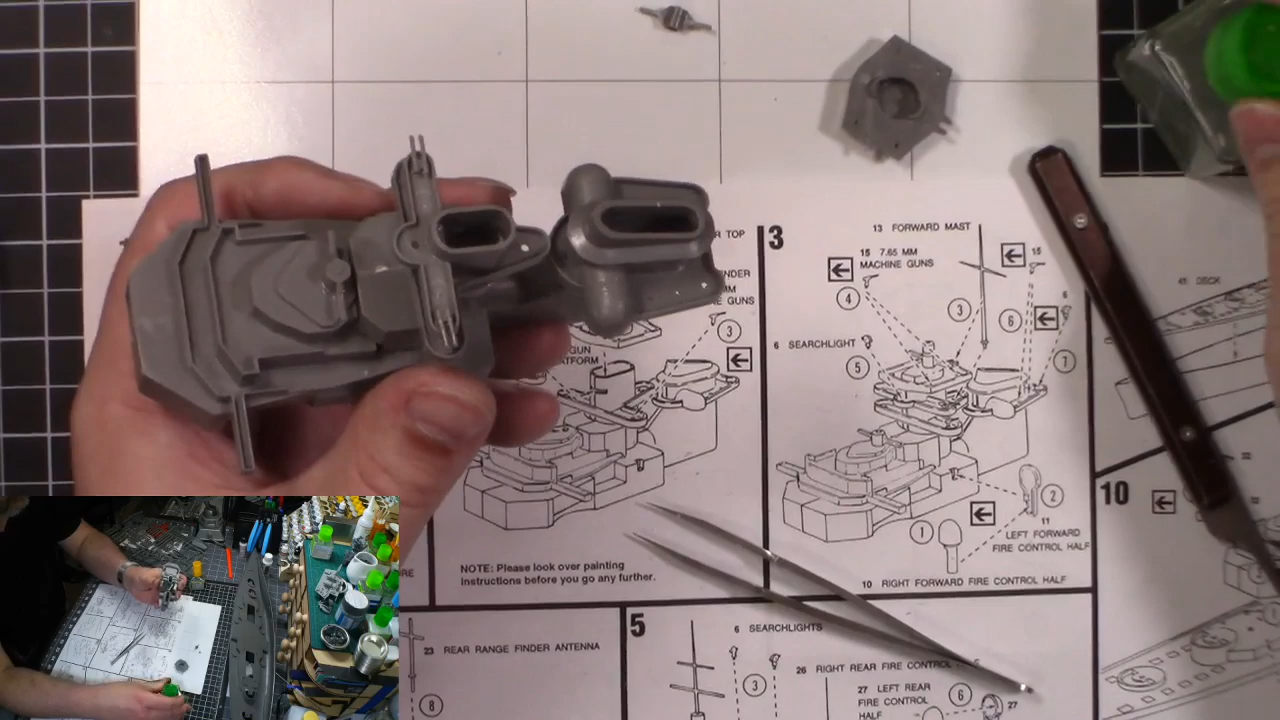 R TOP
NDER
MM
E GUNS
3
GUN
ATFORM
NOTE: Please look over painting
instructions before you go any further.
3
13 FORWARD MAST
15 7.65 MM
MACHINE GUNS
15
4
3
6
6
6 SEARCHLIGHT
5
7
2
1
11
LEFT FORWARD
FIRE CONTROL HALF
10 RIGHT FORWARD FIRE CONTROL HALF
41 DECK
10
IRE
23 REAR RANGE FINDER ANTENNA
8
5
6 SEARCHLIGHTS
3
26 RIGHT REAR FIRE CONTROL
27 LEFT REAR
FIRE CONTROL
HALF
6
27